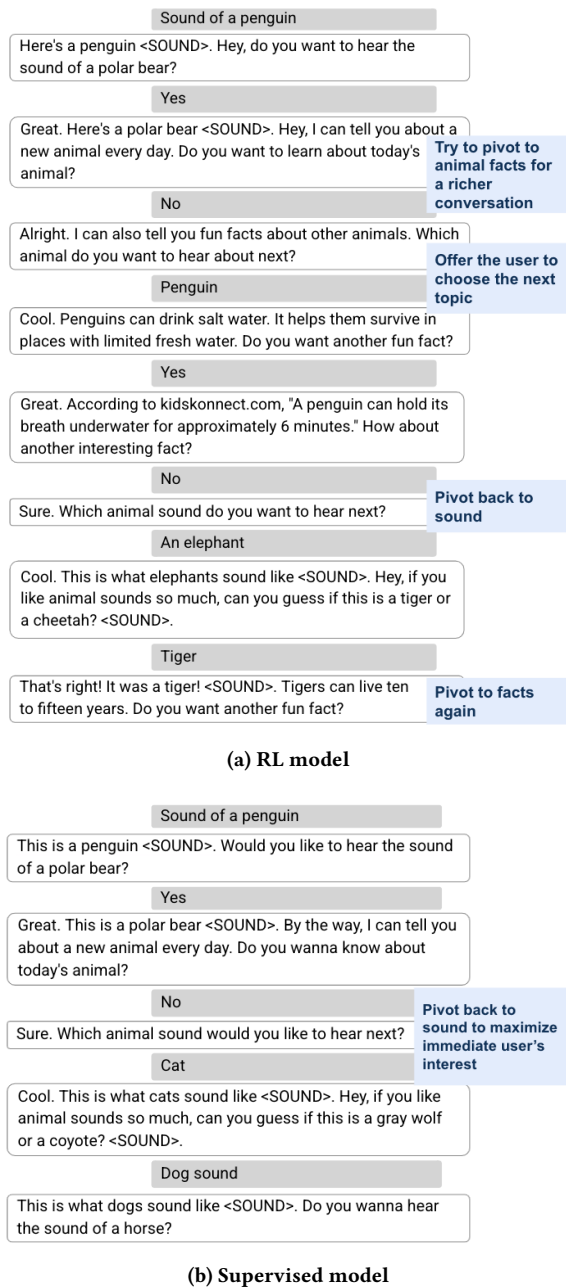 Sound of a penguin
Here's a penguin <SOUND>. Hey, do you want to hear the
sound of a polar bear?
Yes
Great. Here's a polar bear <SOUND>. Hey, I can tell you about a
new animal every day. Do you want to learn about today's
animal?
Try to pivot to
animal facts for
a richer
conversation
No
Alright. I can also tell you fun facts about other animals. Which
animal do you want to hear about next?
Offer the user to
choose the next
topic
Penguin
Cool. Penguins can drink salt water. It helps them survive in
places with limited fresh water. Do you want another fun fact?
Yes
Great. According to kidskonnect.com, "A penguin can hold its
breath underwater for approximately 6 minutes." How about
another interesting fact?
No
Sure. Which animal sound do you want to hear next?
Pivot back to
sound
An elephant
Cool. This is what elephants sound like <SOUND>. Hey, if you
like animal sounds so much, can you guess if this is a tiger or
a cheetah? <SOUND>.
Tiger
That's right! It was a tiger! <SOUND>. Tigers can live ten
to fifteen years. Do you want another fun fact?
Pivot to facts
again
(a) RL model
Sound of a penguin
This is a penguin <SOUND>. Would you like to hear the sound
of a polar bear?
Yes
Great. This is a polar bear <SOUND>. By the way, I can tell you
about a new animal every day. Do you wanna know about
today's animal?
No
Sure. Which animal sound would you like to hear next?
Pivot back to
sound to maximize
immediate user's
interest
Cat
Cool. This is what cats sound like <SOUND>. Hey, if you like
animal sounds so much, can you guess if this is a gray wolf
or a coyote? <SOUND>.
Dog sound
This is what dogs sound like <SOUND>. Do you wanna hear
the sound of a horse?
(b) Supervised model